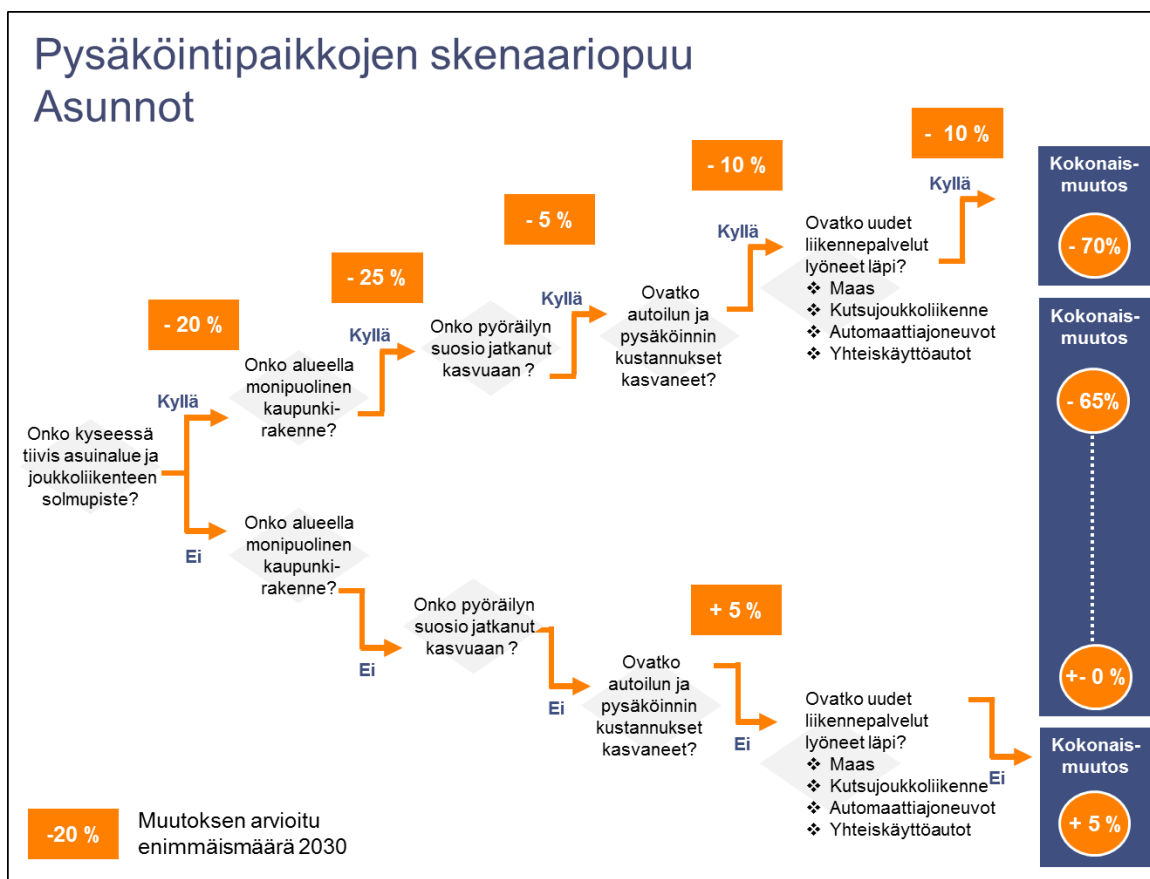 Pysäköintipaikkojen skenaariopuu
Asunnot
- 20 %
- 25 %
- 5 %
- 10 %
- 10 %
Onko kyseessä
tiivis asuinalue ja
joukkoliikenteen
solmupiste?
Kyllä
Onko alueella
monipuolinen
kaupunki-
rakenne?
Kyllä
Onko pyöräilyn
suosio jatkanut
kasvuaan ?
Kyllä
Ovatko
autoilun ja
pysäköinnin
kustannukset
kasvaneet?
Kyllä
Ovatko uudet
liikennepalvelut
lyöneet läpi?
❖ Maas
❖ Kutsujoukkoliikenne
❖ Automaattiajoneuvot
❖ Yhteiskäyttöautot
Kyllä
Kokonais-
muutos
- 70%
Kokonais-
muutos
- 65%
+- 0 %
Ei
Onko alueella
monipuolinen
kaupunki-
rakenne?
Ei
Onko pyöräilyn
suosio jatkanut
kasvuaan ?
Ei
Ovatko
autoilun ja
pysäköinnin
kustannukset
kasvaneet?
+ 5 %
Ei
Ovatko uudet
liikennepalvelut
lyöneet läpi?
❖ Maas
❖ Kutsujoukkoliikenne
❖ Automaattiajoneuvot
❖ Yhteiskäyttöautot
Ei
Kokonais-
muutos
+ 5 %
-20 %
Muutoksen arvioitu
enimmäismäärä 2030